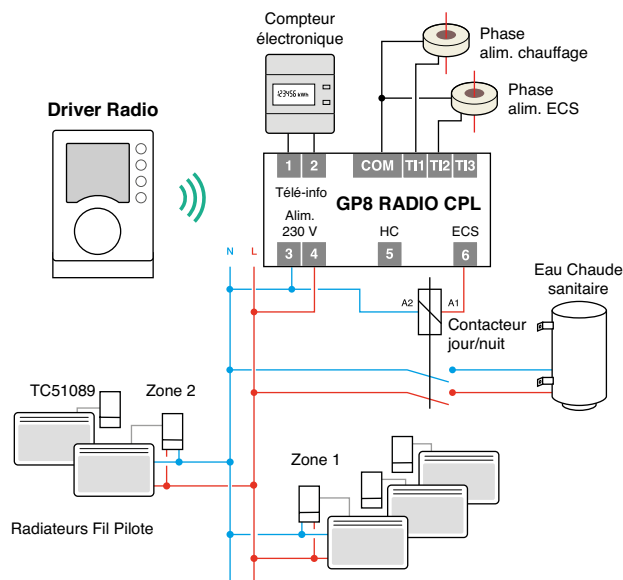 Compteur
électronique
Phase
alim. chauffage
Phase
alim. ECS
Driver Radio
123456 kWh
1 2 COM TI1 TI2 TI3
Télé-info
GP8 RADIO CPL
Alim.
230 V HC ECS
N L 3 4 5 6
A2 A1
Eau Chaude
sanitaire
Contacteur
jour/nuit
TC51089 Zone 2
Zone 1
Radiateurs Fil Pilote